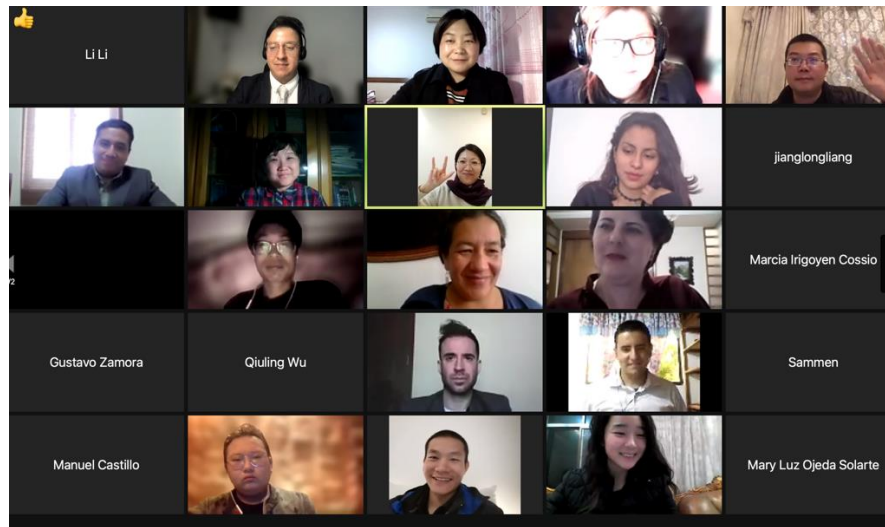 Li Li
jianglongliang
Marcia Irigoyen Cossio
Gustavo Zamora
Qiuling Wu
Sammen
Manuel Castillo
Mary Luz Ojeda Solarte